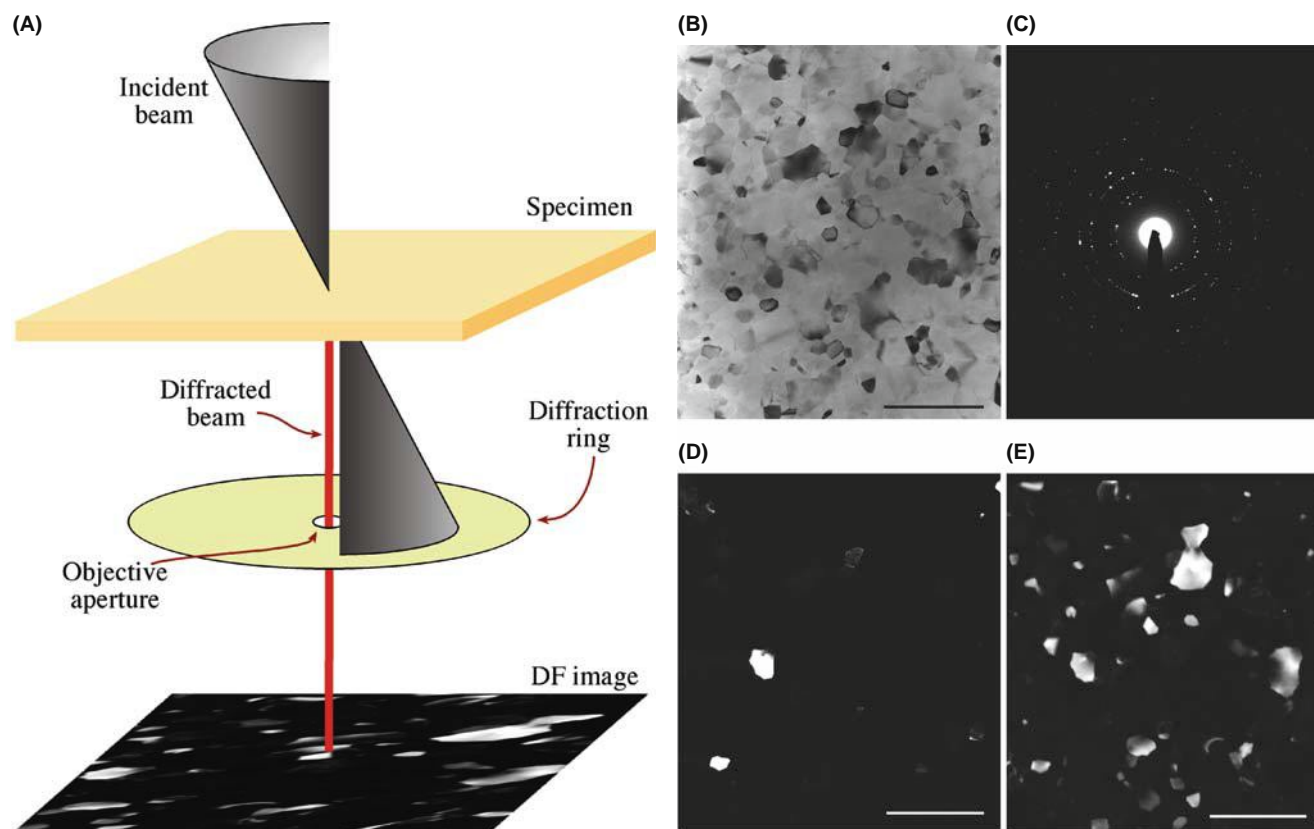 (A)
Incident
beam
Specimen
Diffracted
beam
Diffraction
ring
Objective
aperture
DF image
(B)
(C)
(D)
(E)